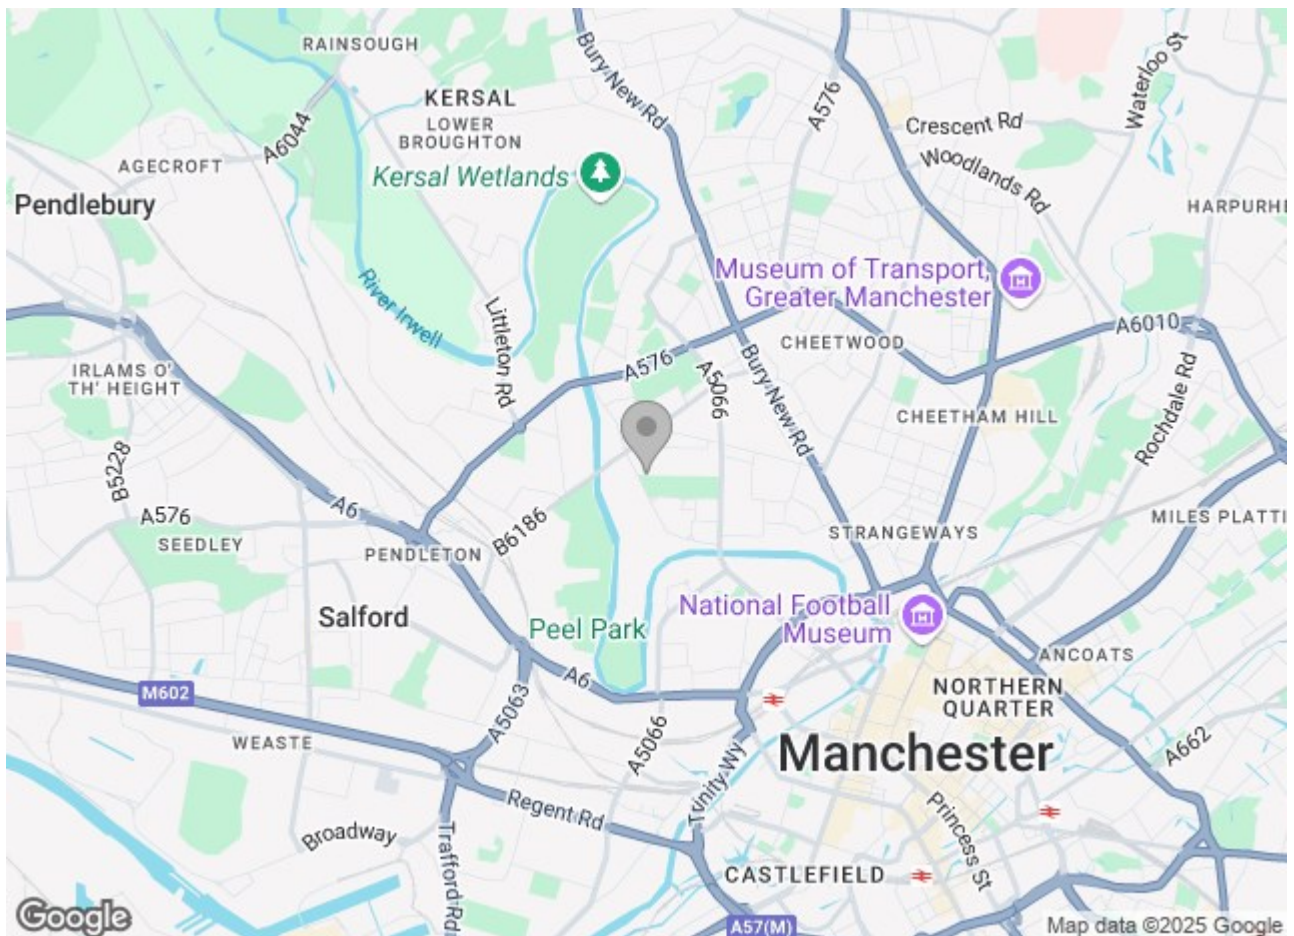 RAINSOUGH
KERSAL
LOWER
BROUGHTON
Bury New Rd
A576
Waterloo St
Crescent Rd
Woodlands Rd
A6044
AGECROFT
Kersal Wetlands
Pendlebury
HARPURHE
Museum of Transport,
Greater Manchester
River Irwell
Littleton Rd
A6010
CHEETWOOD
IRLAMS O'
TH' HEIGHT
A576
A5066
Bury New Rd
CHEETHAM HILL
Rochdale Rd
B5228
A6
A576
SEEDLEY
PENDLETON
B6186
STRANGEWAYS
MILES PLATTI
Salford
Peel Park
National Football
Museum
ANCOATS
A6
M602
A5063
NORTHERN
QUARTER
WEASTE
A5066
Manchester
A662
Trinity Wy
Regent Rd
Princess St
Broadway
Trafford Rd
CASTLEFIELD
A57(M)
Google
Map data ©2025 Google